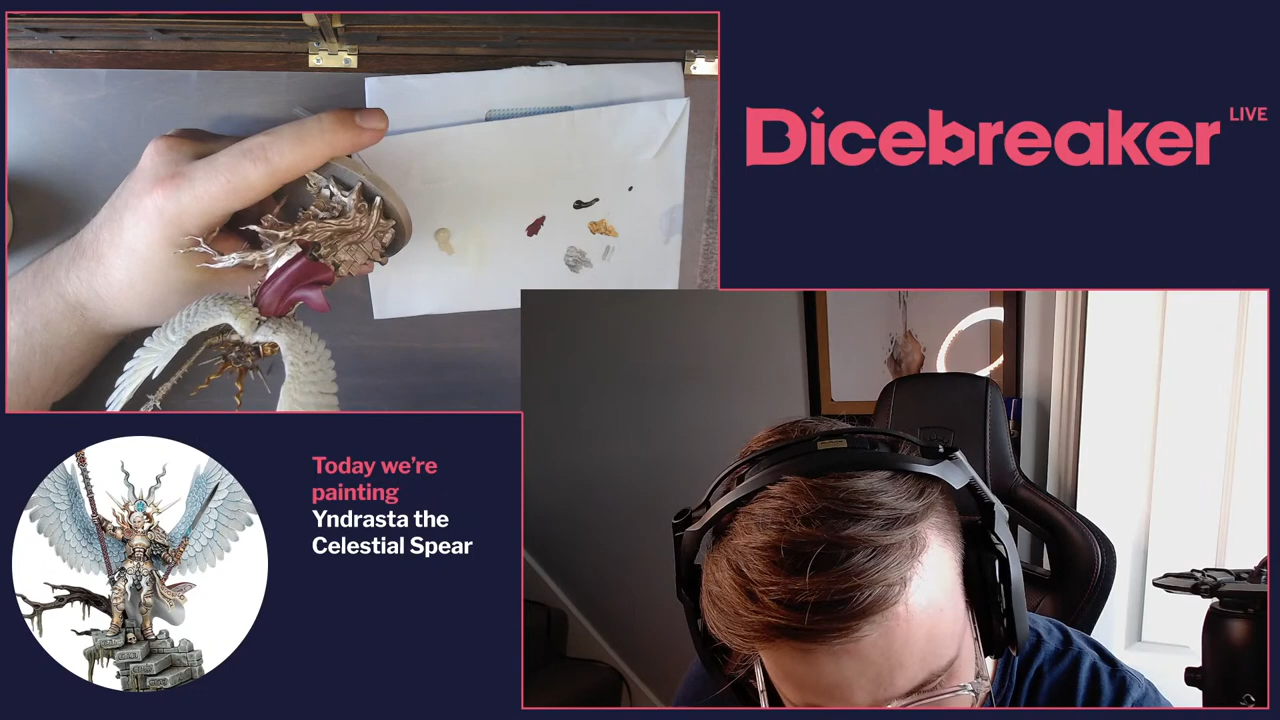 Dicebreaker LIVE
Today we're
painting
Yndrasta the
Celestial Spear